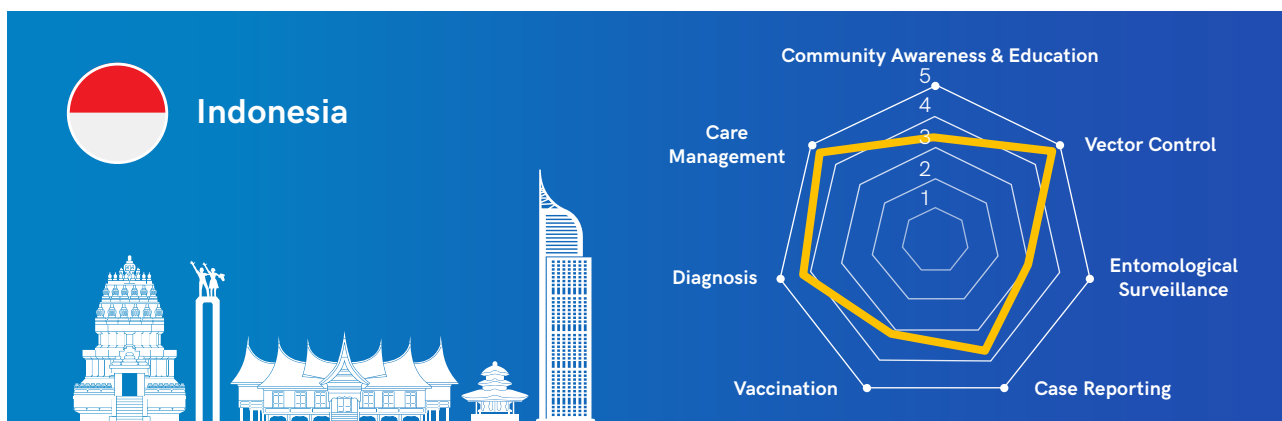 Indonesia
Community Awareness & Education
5
4
3
2
1
Care
Management
Vector Control
Diagnosis
Entomological
Surveillance
Vaccination
Case Reporting